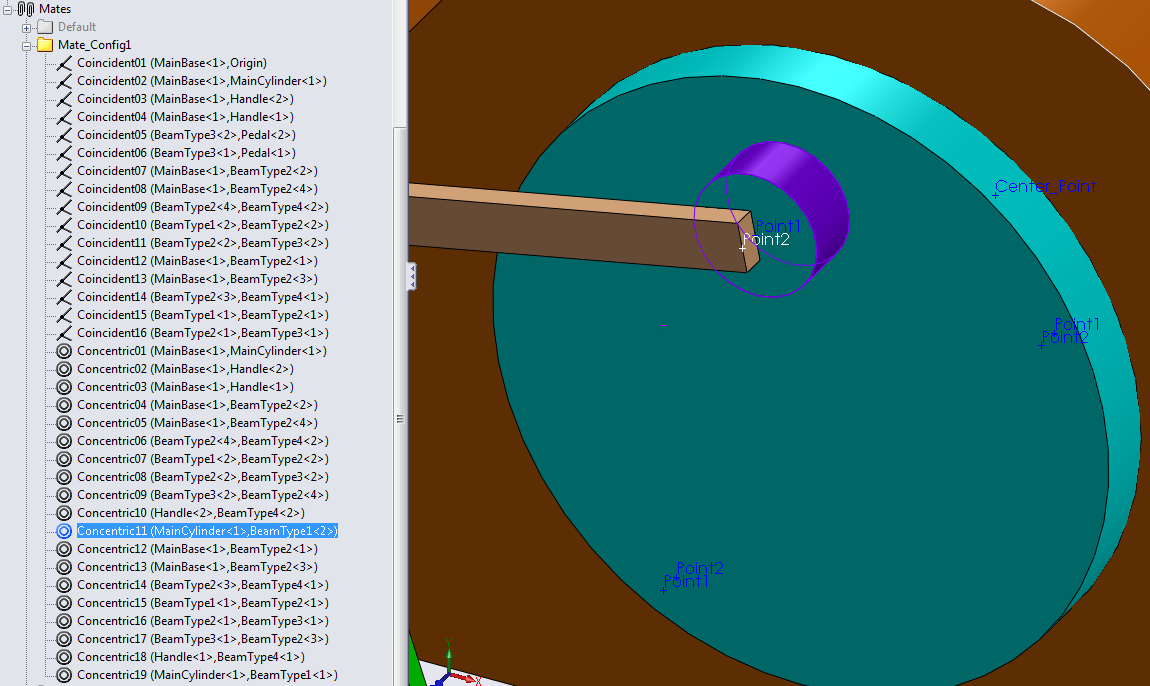 Mates
Default
Mate_Config1
Coincident01 (MainBase<1>,Origin)
Coincident02 (MainBase<1>,MainCylinder<1>)
Coincident03 (MainBase<1>,Handle<2>)
Coincident04 (MainBase<1>,Handle<1>)
Coincident05 (BeamType3<2>,Pedal<2>)
Coincident06 (BeamType3<1>,Pedal<1>)
Coincident07 (MainBase<1>,BeamType2<2>)
Coincident08 (MainBase<1>,BeamType2<4>)
Coincident09 (BeamType2<4>,BeamType4<2>)
Coincident10 (BeamType1<2>,BeamType2<2>)
Coincident11 (BeamType2<2>,BeamType3<2>)
Coincident12 (MainBase<1>,BeamType2<1>)
Coincident13 (MainBase<1>,BeamType2<3>)
Coincident14 (BeamType2<3>,BeamType4<1>)
Coincident15 (BeamType1<1>,BeamType2<1>)
Coincident16 (BeamType2<1>,BeamType3<1>)
Concentric01 (MainBase<1>,MainCylinder<1>)
Concentric02 (MainBase<1>,Handle<2>)
Concentric03 (MainBase<1>,Handle<1>)
Concentric04 (MainBase<1>,BeamType2<2>)
Concentric05 (MainBase<1>,BeamType2<4>)
Concentric06 (BeamType2<4>,BeamType4<2>)
Concentric07 (BeamType1<2>,BeamType2<2>)
Concentric08 (BeamType2<2>,BeamType3<2>)
Concentric09 (BeamType3<2>,BeamType2<4>)
Concentric10 (Handle<2>,BeamType4<2>)
Concentric11 (MainCylinder<1>,BeamType1<2>)
Concentric12 (MainBase<1>,BeamType2<1>)
Concentric13 (MainBase<1>,BeamType2<3>)
Concentric14 (BeamType2<3>,BeamType4<1>)
Concentric15 (BeamType1<1>,BeamType2<1>)
Concentric16 (BeamType2<1>,BeamType3<1>)
Concentric17 (BeamType3<1>,BeamType2<3>)
Concentric18 (Handle<1>,BeamType4<1>)
Concentric19 (MainCylinder<1>,BeamType1<1>)
Center_Point
Point1
Point2
Point1
Point2
Point2
Point1
Y
X